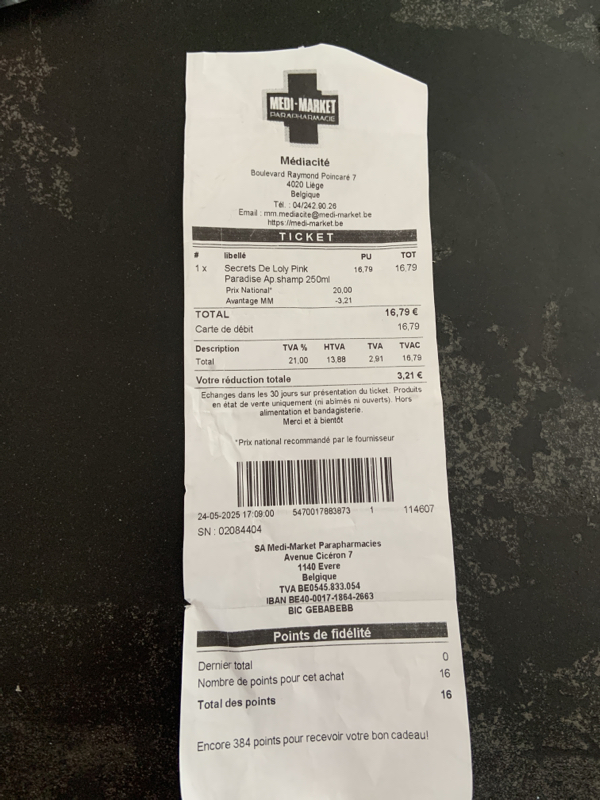 MEDI-MARKET
PARAPHARMACIE
Médiacité
Boulevard Raymond Poincaré 7
4020 Liège
Belgique
Tél. : 04/242.90.26
Email : mm.mediacite@medi-market.be
https://medi-market.be
TICKET
# libellé PU TOT
1 x Secrets De Loly Pink 16,79 16,79
Paradise Ap.shamp 250ml
Prix National* 20,00
Avantage MM -3,21
TOTAL 16,79 €
Carte de débit 16,79
Description TVA % HTVA TVA TVAC
Total 21,00 13,88 2,91 16,79
Votre réduction totale 3,21 €
Echanges dans les 30 jours sur présentation du ticket. Produits
en état de vente uniquement (ni abîmés ni ouverts). Hors
alimentation et bandagisterie.
Merci et à bientôt
*Prix national recommandé par le fournisseur
24-05-2025 17:09:00 5470017883873 1 114607
SN : 02084404
SA Medi-Market Parapharmacies
Avenue Cicéron 7
1140 Evere
Belgique
TVA BE0545.833.054
IBAN BE40-0017-1864-2663
BIC GEBABEBB
Points de fidélité
Dernier total 0
Nombre de points pour cet achat 16
Total des points 16
Encore 384 points pour recevoir votre bon cadeau!